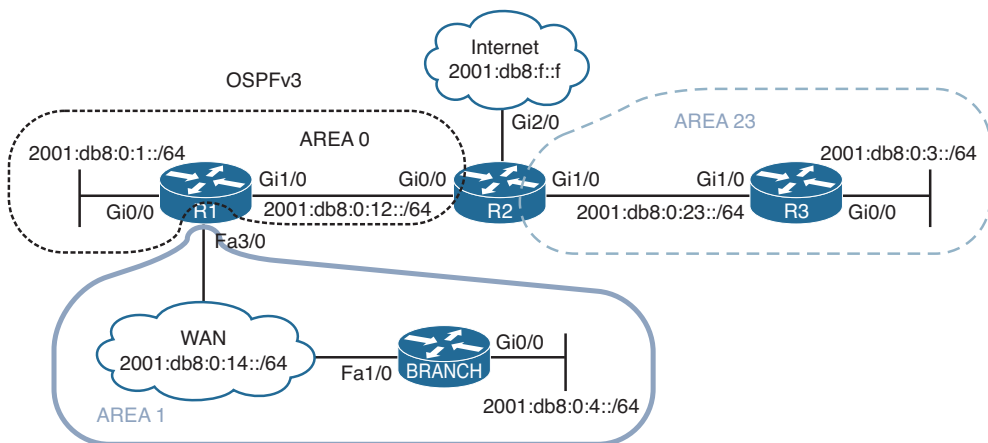 Internet
2001:db8:f::f
OSPFv3
Gi2/0
AREA 0
AREA 23
2001:db8:0:1::/64
2001:db8:0:3::/64
Gi1/0
Gi0/0
Gi1/0
Gi1/0
Gi0/0
R1
2001:db8:0:12::/64
R2
2001:db8:0:23::/64
R3
Gi0/0
Fa3/0
WAN
2001:db8:0:14::/64
Gi0/0
Fa1/0
BRANCH
AREA 1
2001:db8:0:4::/64